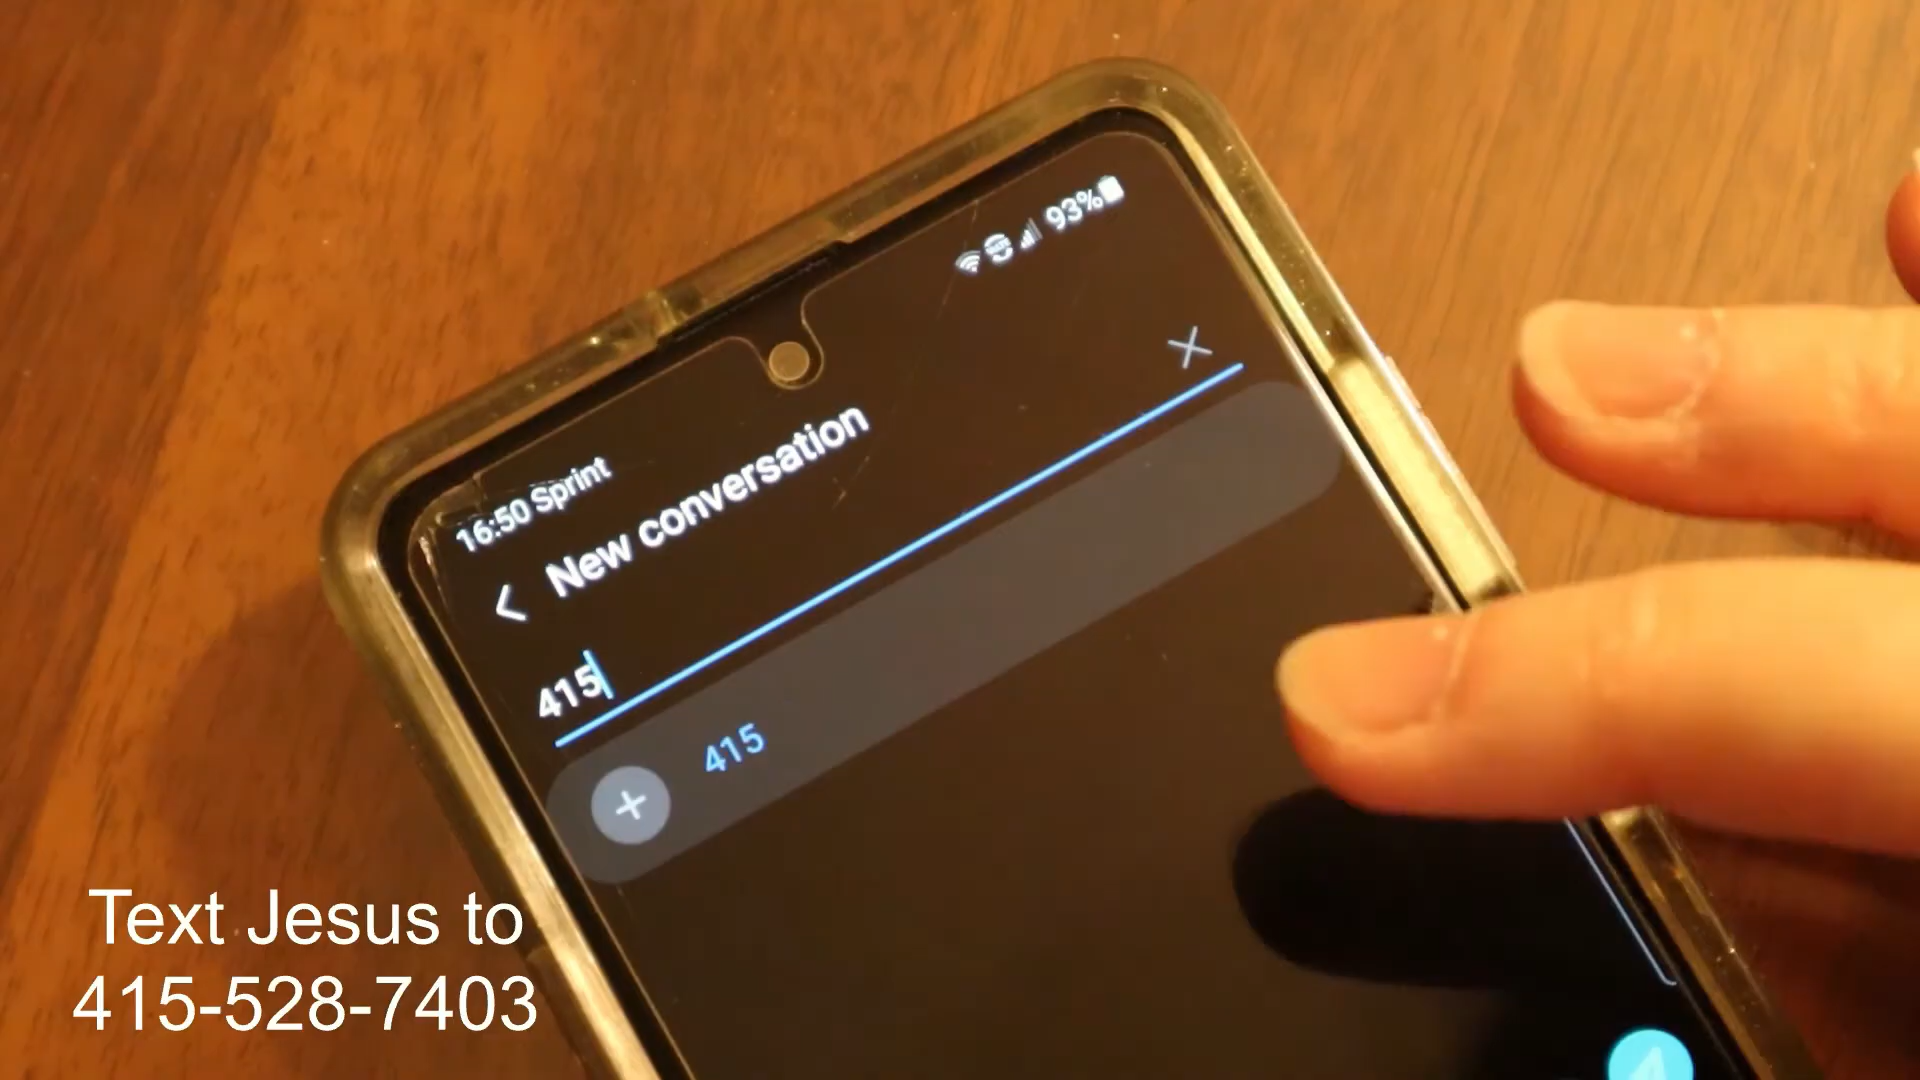 93%
16:50 Sprint
New conversation
415
415
Text Jesus to
415-528-7403